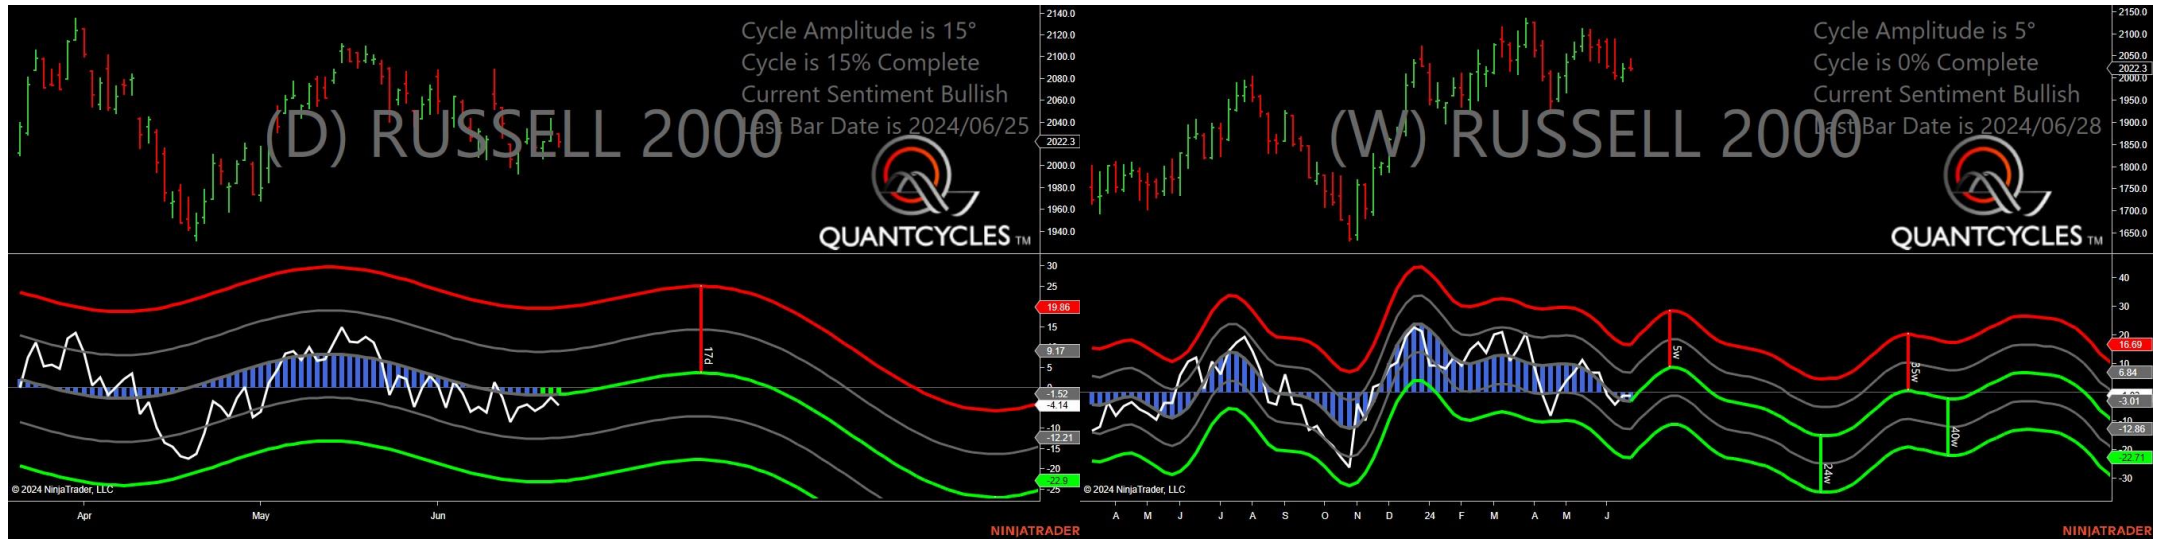 Cycle Amplitude is 15°
Cycle is 15% Complete
Current Sentiment Bullish
Last Bar Date is 2024/06/25
(D) RUSSELL 2000
QUANTCYCLES TM
2140.0
2120.0
2100.0
2080.0
2060.0
2040.0
2022.3
2000.0
1980.0
1960.0
1940.0
30
25
19.86
15
9.17
5
-1.52
-4.14
-10
-12.21
-15
-20
-22.9
-25
17d
© 2024 NinjaTrader, LLC
Apr May Jun
NINJATRADER
Cycle Amplitude is 5°
Cycle is 0% Complete
Current Sentiment Bullish
Last Bar Date is 2024/06/28
(W) RUSSELL 2000
QUANTCYCLES TM
2150.0
2100.0
2050.0
2022.3
2000.0
1950.0
1900.0
1850.0
1800.0
1750.0
1700.0
1650.0
40
30
20
16.69
6.84
-3.01
-10
-12.86
-20
-22.71
-30
5w
35w
24w
40w
© 2024 NinjaTrader, LLC
A M J J A S O N D 24 F M A M J
NINJATRADER